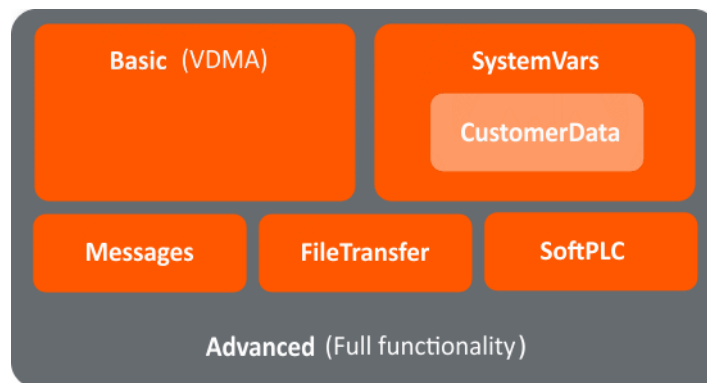 Basic (VDMA)
SystemVars
CustomerData
Messages
FileTransfer
SoftPLC
Advanced (Full functionality)